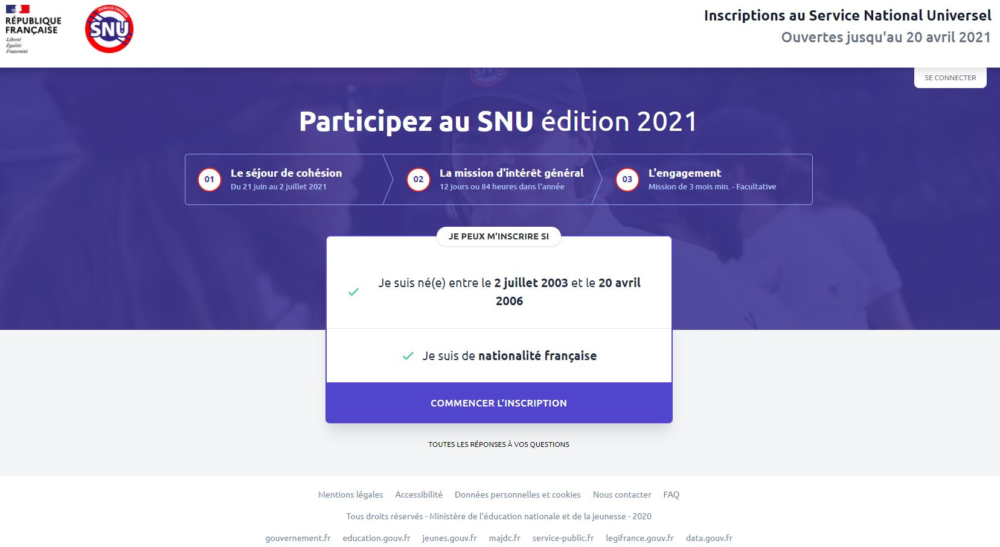 RÉPUBLIQUE
FRANÇAISE
Liberté
Égalité
Fraternité
JEUNESSE ENGAGÉE
SNU
Inscriptions au Service National Universel
Ouvertes jusqu'au 20 avril 2021
SNU
SE CONNECTER
Participez au SNU édition 2021
01
Le séjour de cohésion
Du 21 juin au 2 juillet 2021
02
La mission d'intérêt général
12 jours ou 84 heures dans l'année
03
L'engagement
Mission de 3 mois min. - Facultative
JE PEUX M'INSCRIRE SI
Je suis né(e) entre le 2 juillet 2003 et le 20 avril
2006
Je suis de nationalité française
COMMENCER L'INSCRIPTION
TOUTES LES RÉPONSES À VOS QUESTIONS
Mentions légales Accessibilité Données personnelles et cookies Nous contacter FAQ
Tous droits réservés - Ministère de l'éducation nationale et de la jeunesse - 2020
gouvernement.fr education.gouv.fr jeunes.gouv.fr majdc.fr service-public.fr legifrance.gouv.fr data.gouv.fr